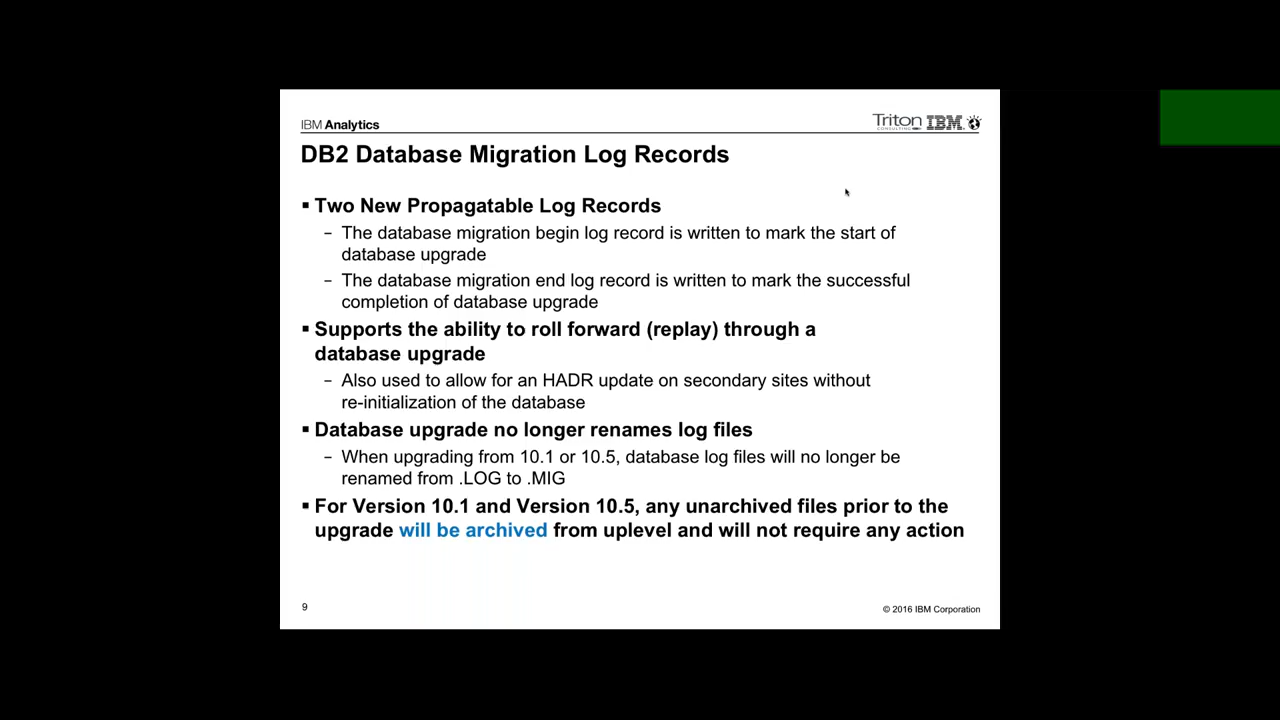 IBM Analytics
Triton IBM
CONSULTING
DB2 Database Migration Log Records
▪ Two New Propagatable Log Records
– The database migration begin log record is written to mark the start of
database upgrade
– The database migration end log record is written to mark the successful
completion of database upgrade
▪ Supports the ability to roll forward (replay) through a
database upgrade
– Also used to allow for an HADR update on secondary sites without
re-initialization of the database
▪ Database upgrade no longer renames log files
– When upgrading from 10.1 or 10.5, database log files will no longer be
renamed from .LOG to .MIG
▪ For Version 10.1 and Version 10.5, any unarchived files prior to the
upgrade will be archived from uplevel and will not require any action
9
© 2016 IBM Corporation